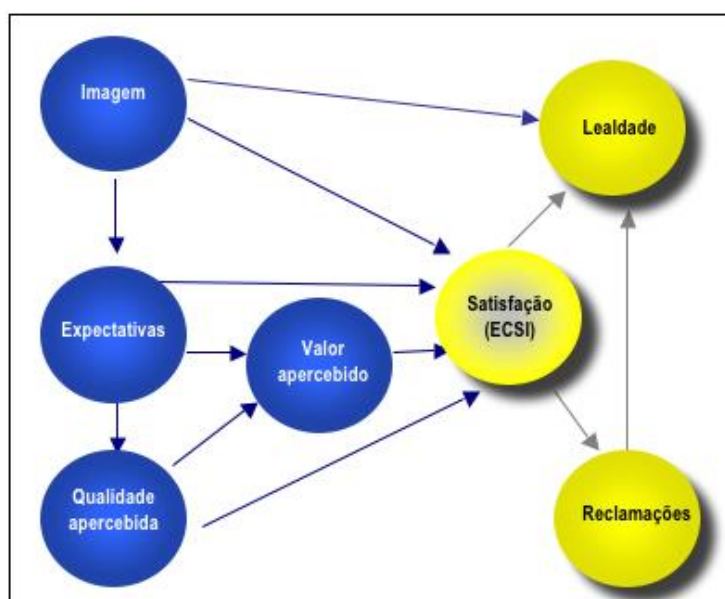 Imagem
Lealdade
Satisfação
(ECSI)
Expectativas
Valor
apercebido
Qualidade
apercebida
Reclamações